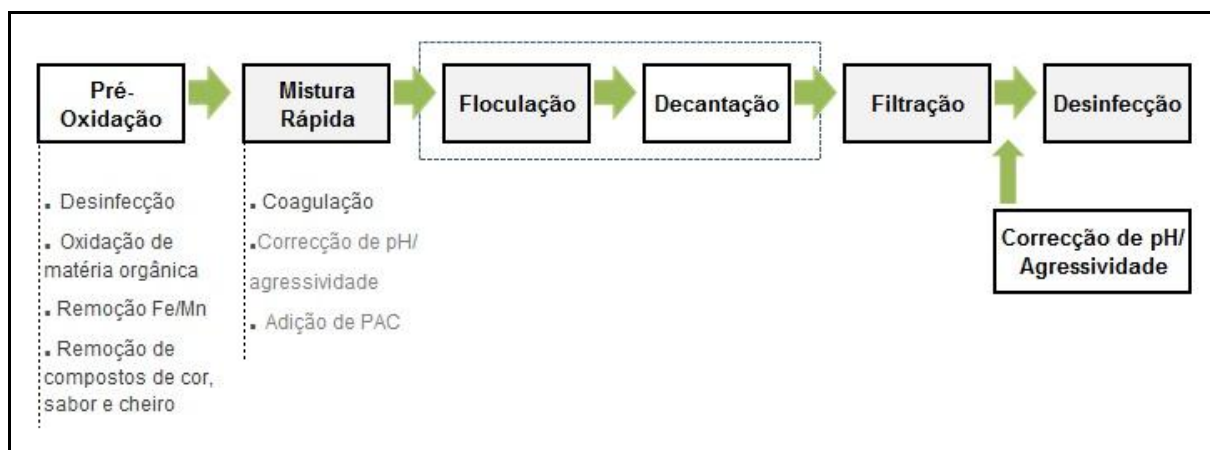 Pré-
Oxidação
Mistura
Rápida
Floculação
Decantação
Filtração
Desinfecção
. Desinfecção
. Oxidação de
matéria orgânica
. Remoção Fe/Mn
. Remoção de
compostos de cor,
sabor e cheiro
. Coagulação
.Correcção de pH/
agressividade
. Adição de PAC
Correcção de pH/
Agressividade